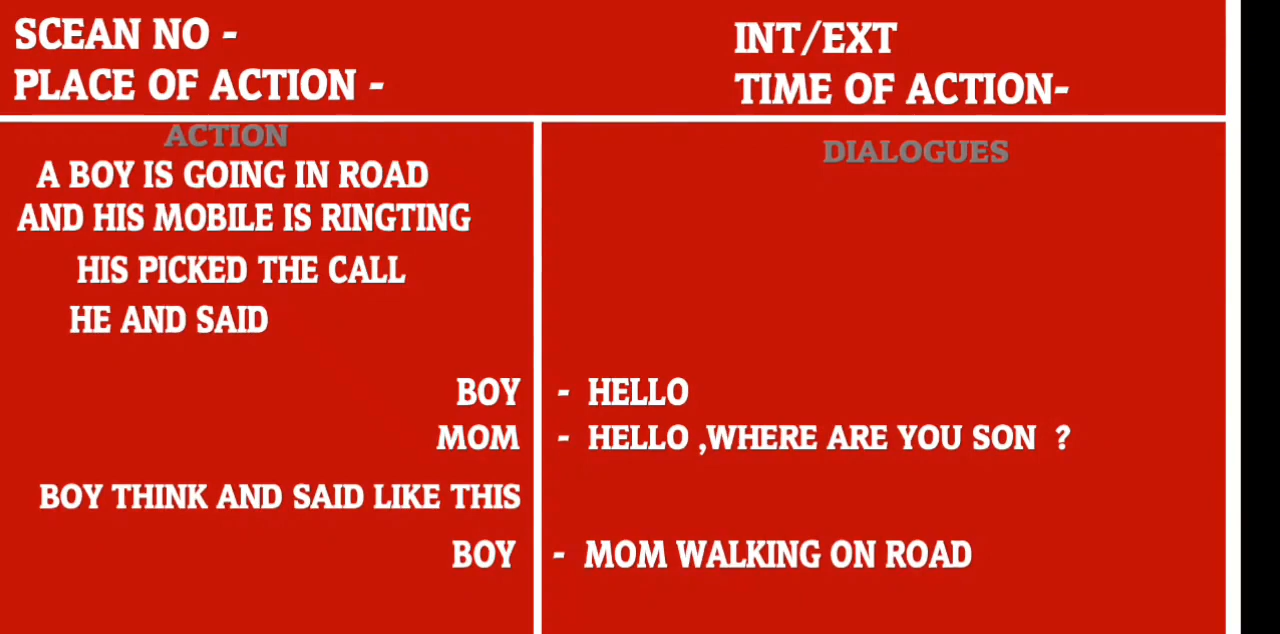 SCEAN NO -
PLACE OF ACTION -
INT/EXT
TIME OF ACTION-
ACTION
A BOY IS GOING IN ROAD
AND HIS MOBILE IS RINGTING
HIS PICKED THE CALL
HE AND SAID
DIALOGUES
BOY - HELLO
MOM - HELLO ,WHERE ARE YOU SON ?
BOY THINK AND SAID LIKE THIS
BOY - MOM WALKING ON ROAD